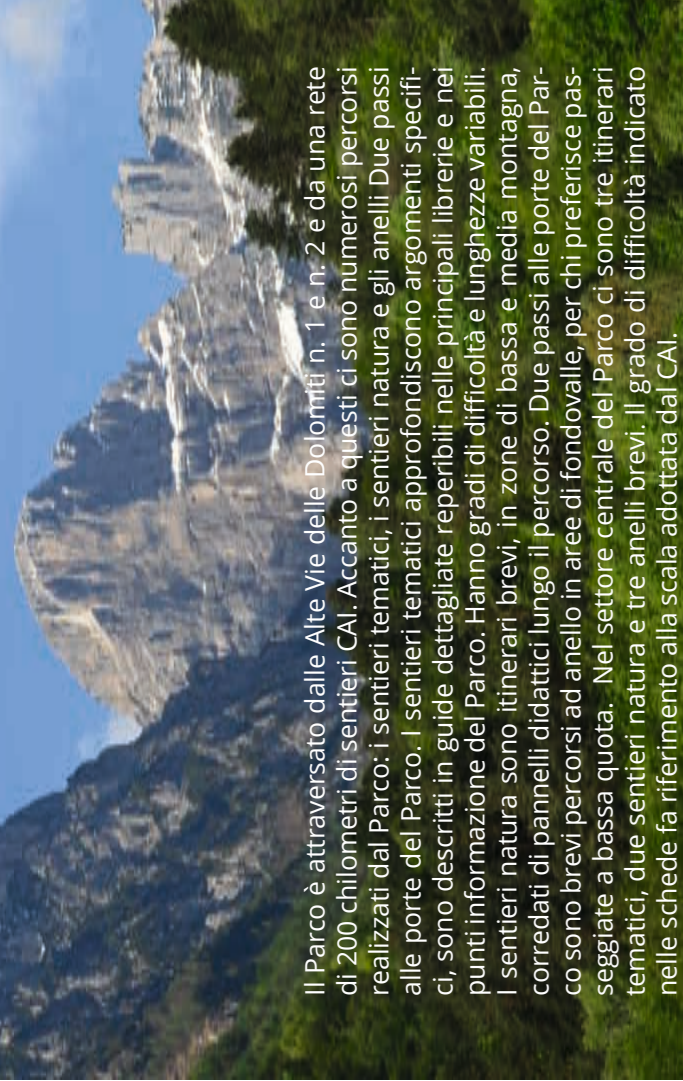 Il Parco è attraversato dalle Alte Vie delle Dolomiti n. 1 e n. 2 e da una rete
di 200 chilometri di sentieri CAI. Accanto a questi ci sono numerosi percorsi
realizzati dal Parco: i sentieri tematici, i sentieri natura e gli anelli Due passi
alle porte del Parco. I sentieri tematici approfondiscono argomenti specifi-
ci, sono descritti in guide dettagliate reperibili nelle principali librerie e nei
punti informazione del Parco. Hanno gradi di difficoltà e lunghezze variabili.
I sentieri natura sono itinerari brevi, in zone di bassa e media montagna,
corredati di pannelli didattici lungo il percorso. Due passi alle porte del Par-
co sono brevi percorsi ad anello in aree di fondovalle, per chi preferisce pas-
seggiate a bassa quota. Nel settore centrale del Parco ci sono tre itinerari
tematici, due sentieri natura e tre anelli brevi. Il grado di difficoltà indicato
nelle schede fa riferimento alla scala adottata dal CAI.